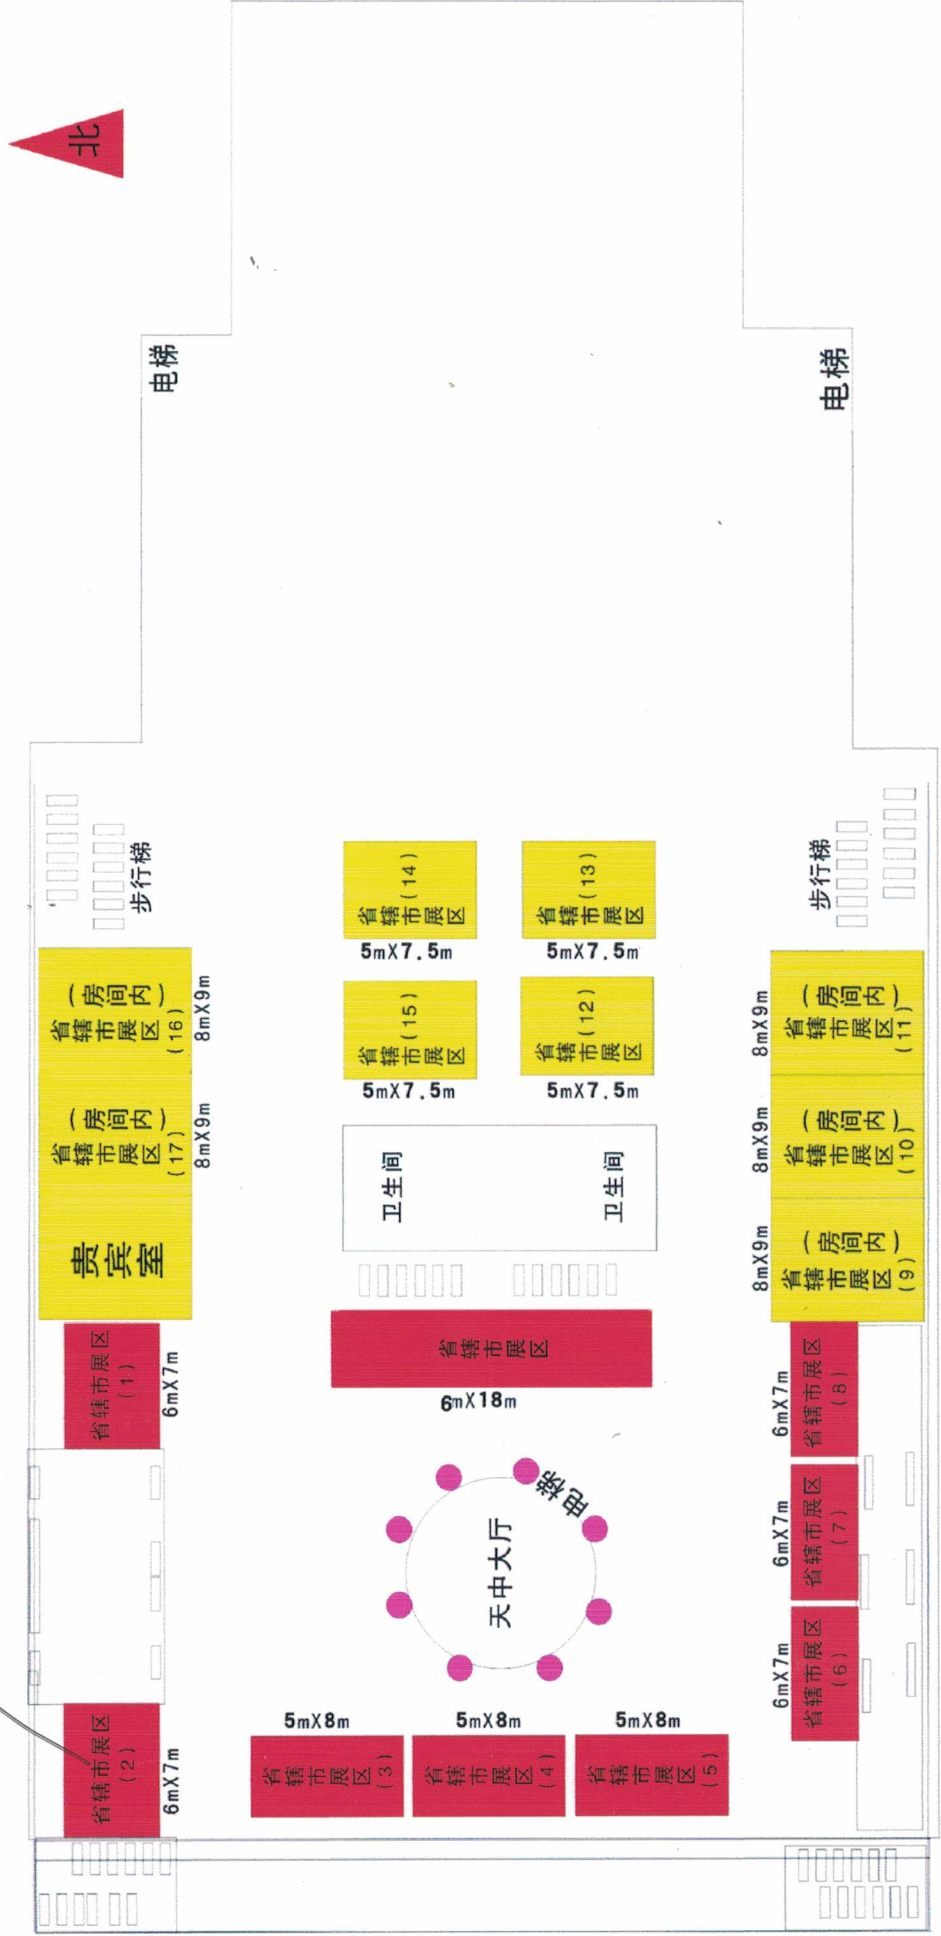 北
省辖市展区
(2)
6mX7m
省辖市展区
(1)
6mX7m
贵宾室
省辖市展区(17)
(房间内)
8mX9m
省辖市展区(16)
(房间内)
8mX9m
步行梯
电梯
5mX8m
省辖市展区(3)
5mX8m
省辖市展区(4)
5mX8m
省辖市展区(5)
天中大厅
电梯
6mX18m
省辖市展区
卫生间
卫生间
5mX7.5m
省辖市展区(15)
5mX7.5m
省辖市展区(14)
5mX7.5m
省辖市展区(12)
5mX7.5m
省辖市展区(13)
6mX7m
省辖市展区
(6)
6mX7m
省辖市展区
(7)
6mX7m
省辖市展区
(8)
8mX9m
省辖市展区(9)
(房间内)
8mX9m
省辖市展区(10)
(房间内)
8mX9m
省辖市展区(11)
(房间内)
步行梯
电梯